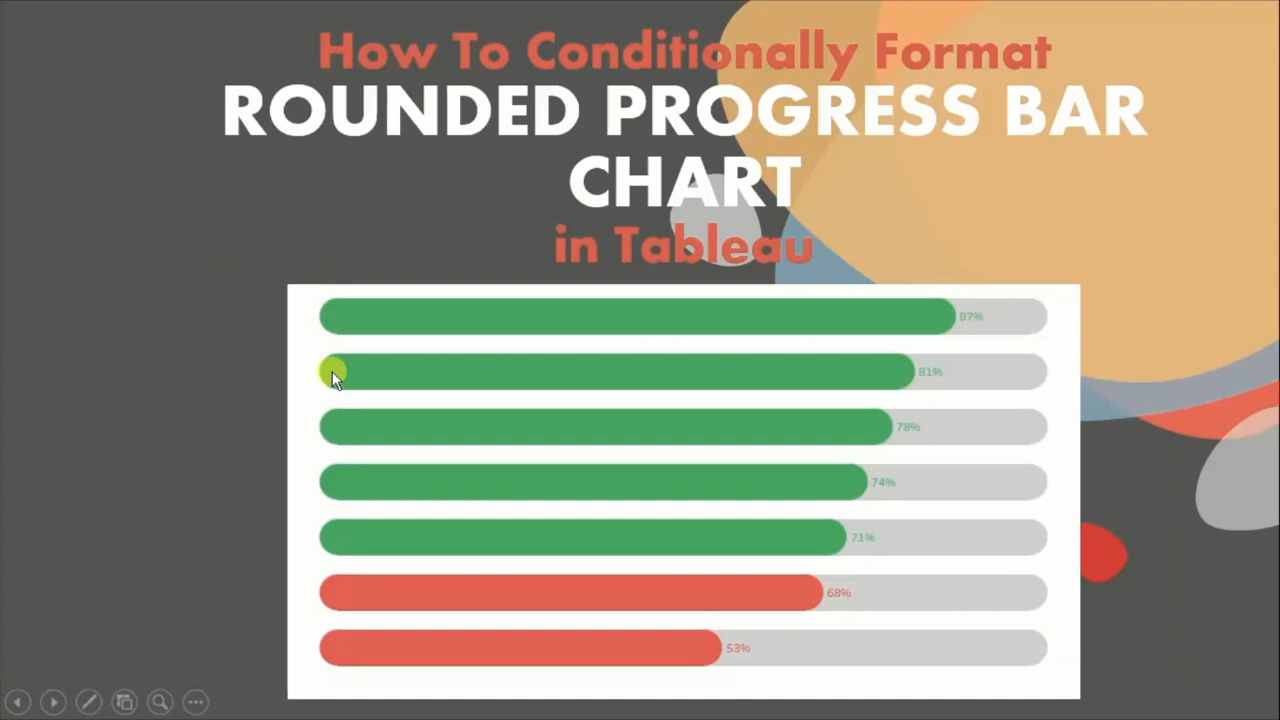 How To Conditionally Format
ROUNDED PROGRESS BAR
CHART
in Tableau
87%
81%
78%
74%
71%
68%
53%